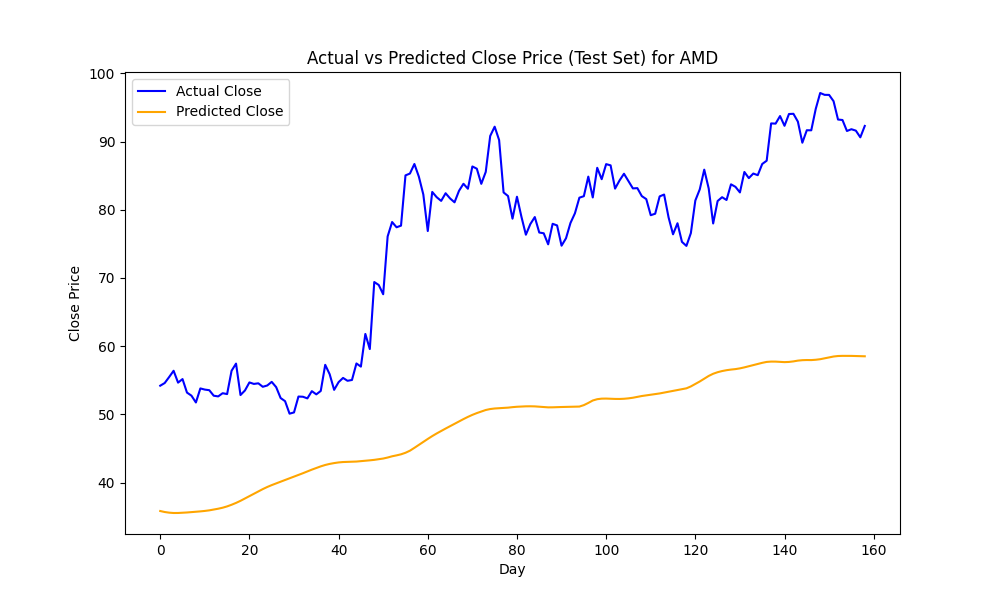 Actual vs Predicted Close Price (Test Set) for AMD
Actual Close
Predicted Close
100
90
80
70
60
50
40
Close Price
0 20 40 60 80 100 120 140 160
Day